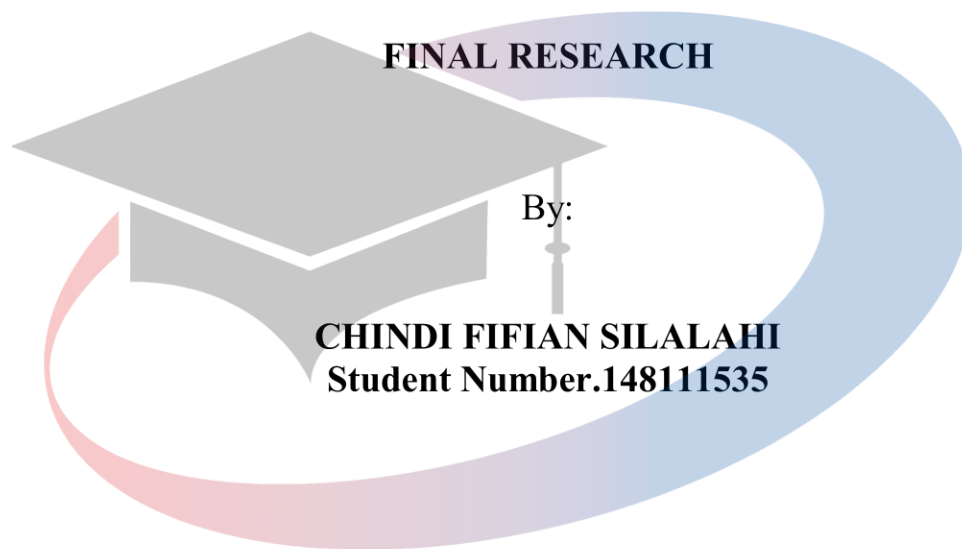 FINAL RESEARCH
By:
CHINDI FIFIAN SILALAHI
Student Number.148111535